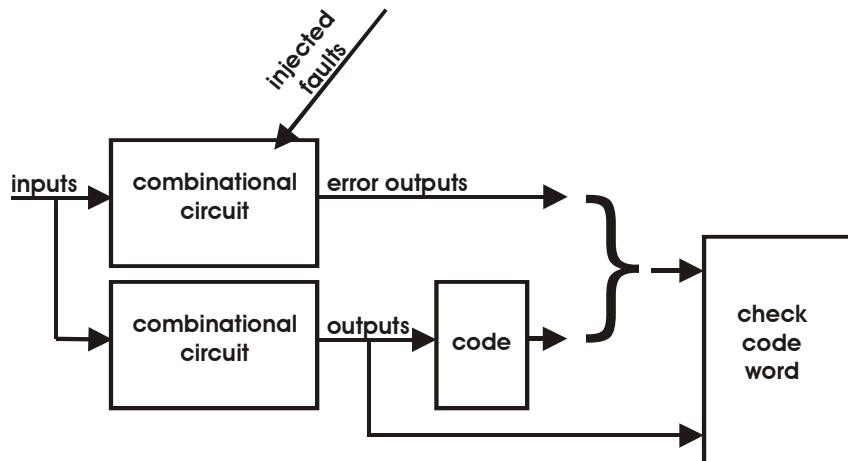 injected
faults
inputs
combinational
circuit
error outputs
combinational
circuit
outputs
code
check
code
word